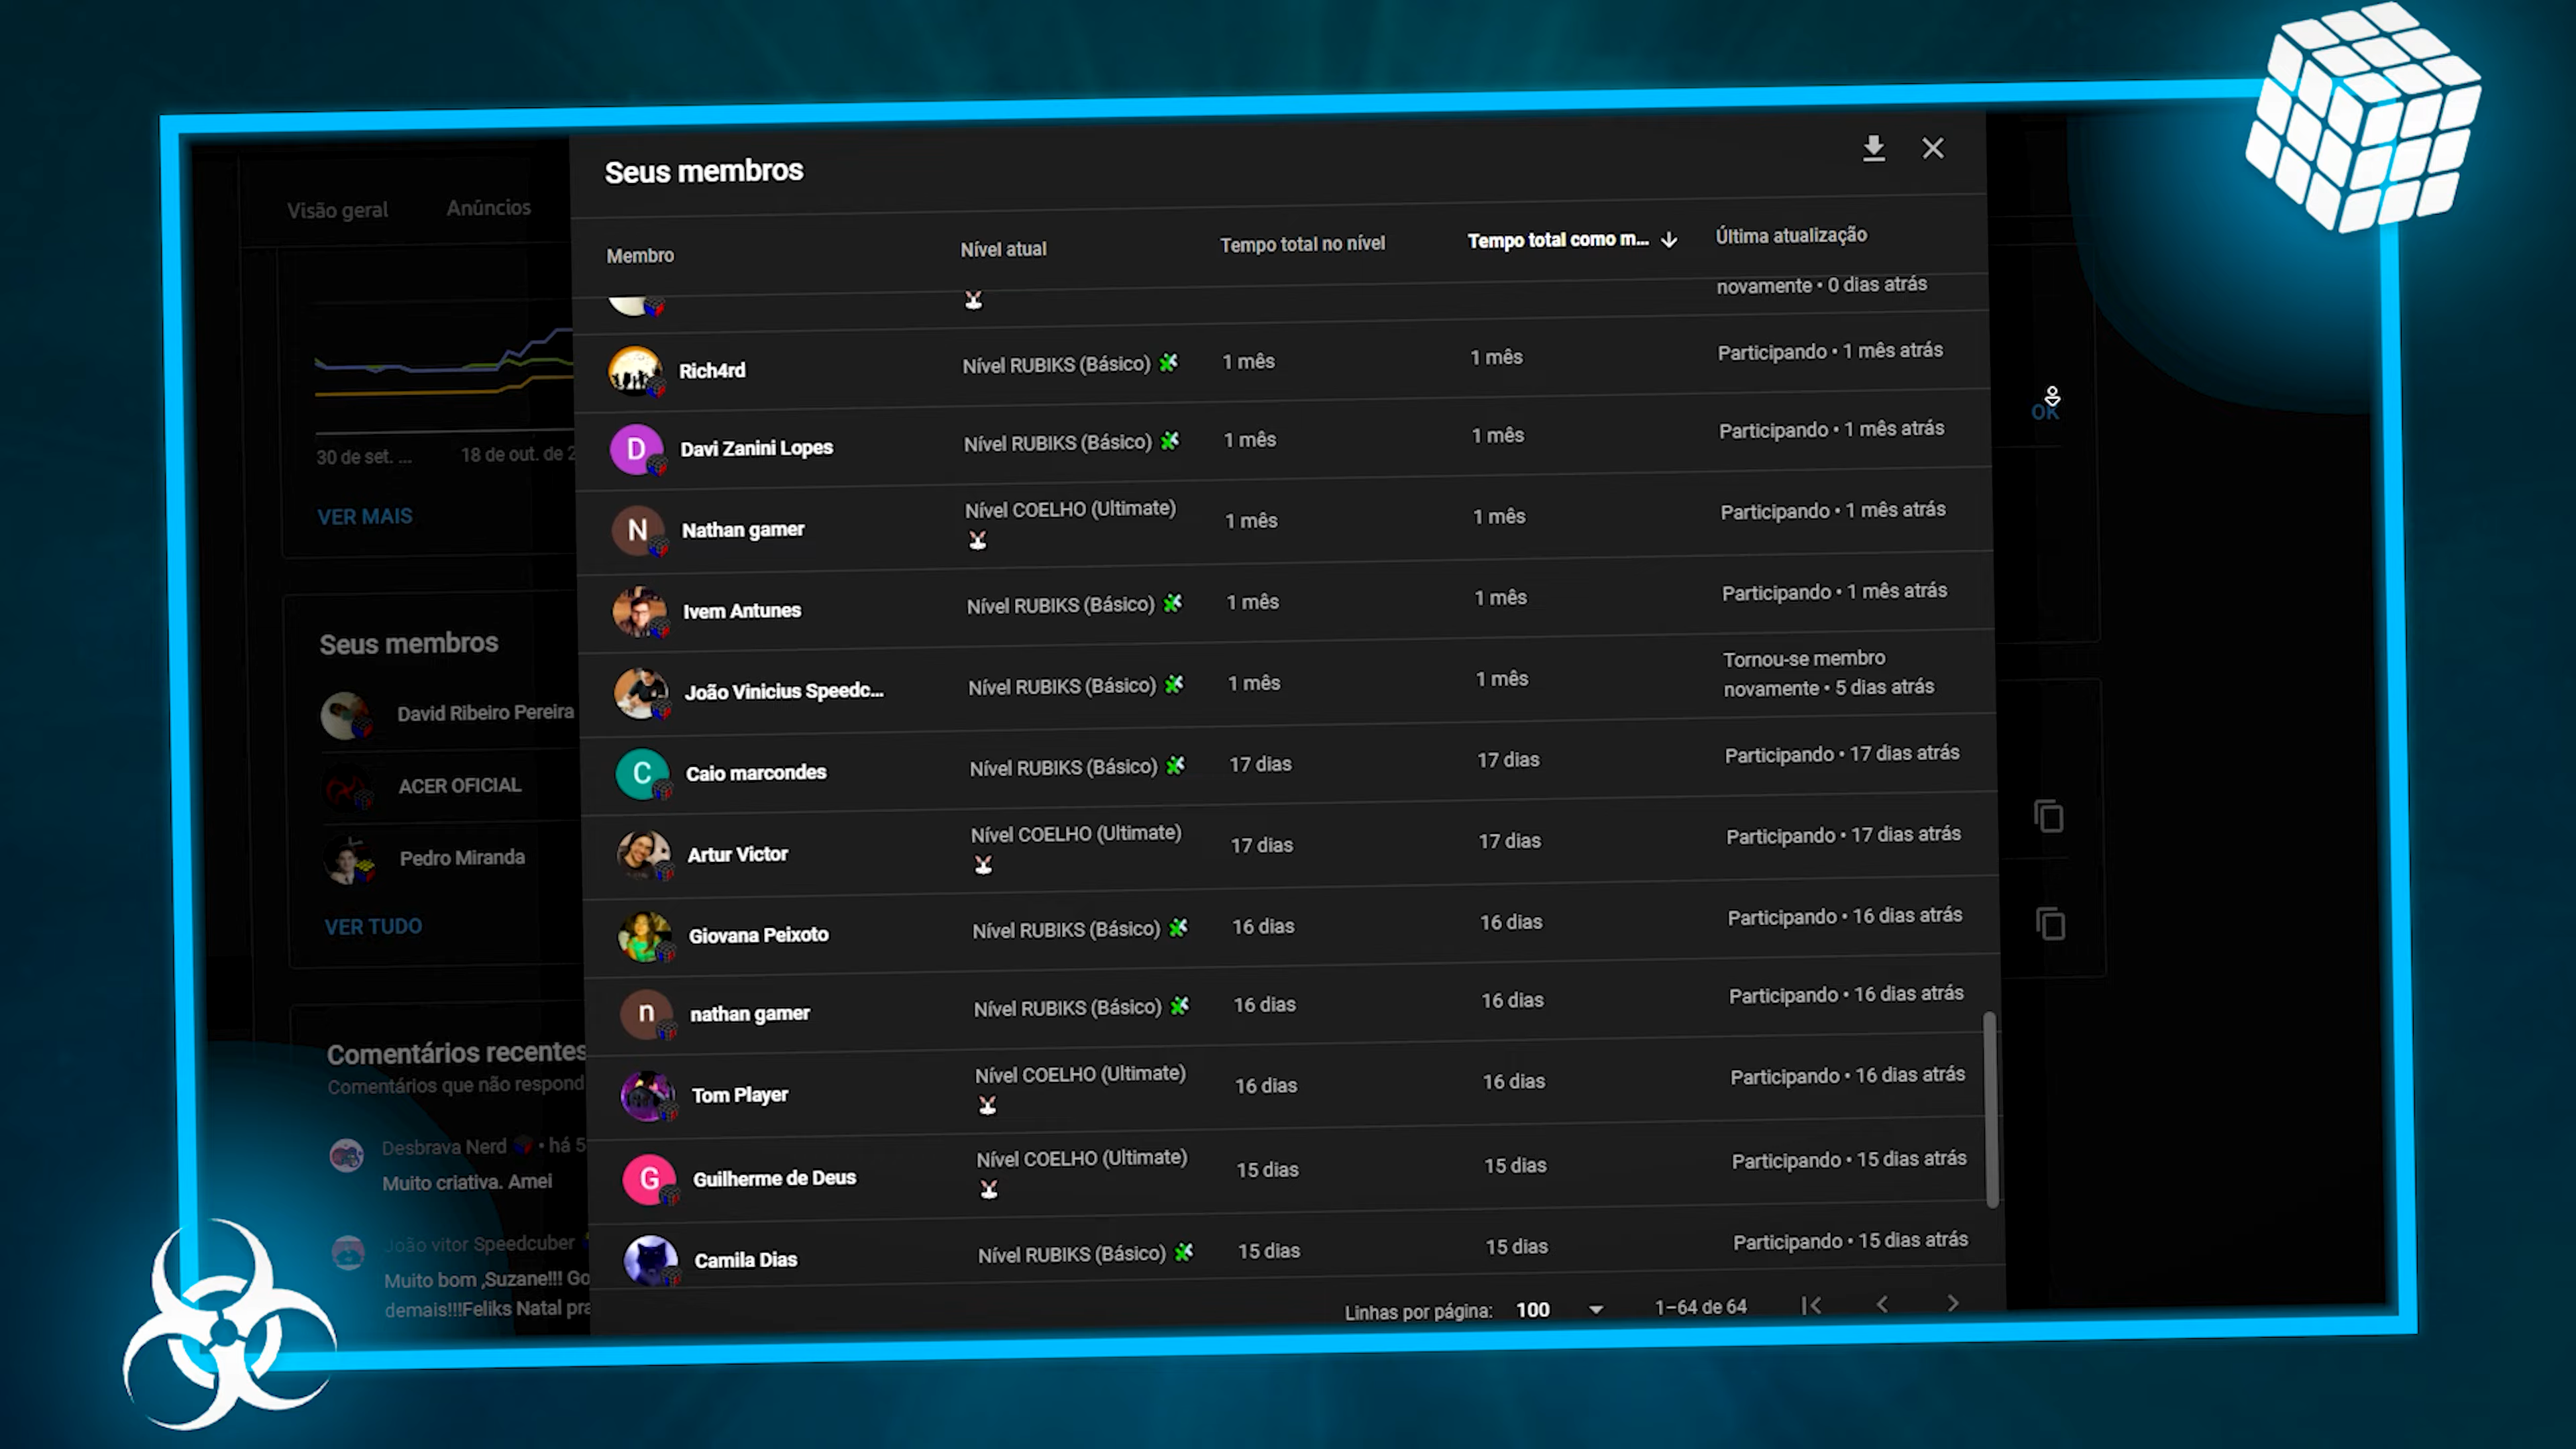 Visão geral
Anúncios
30 de set. ...
18 de out. de 2
VER MAIS
Seus membros
David Ribeiro Pereira
ACER OFICIAL
Pedro Miranda
VER TUDO
Comentários recentes
Comentários que não respond
Desbrava Nerd • há 5
Muito criativa. Amei
João vitor Speedcuber
Muito bom ,Suzane!!! Go
demais!!!Feliks Natal pra
Seus membros
Membro Nível atual Tempo total no nível Tempo total como m... Última atualização
novamente • 0 dias atrás
Rich4rd Nível RUBIKS (Básico) 1 mês 1 mês Participando • 1 mês atrás
D Davi Zanini Lopes Nível RUBIKS (Básico) 1 mês 1 mês Participando • 1 mês atrás
N Nathan gamer Nível COELHO (Ultimate) 1 mês 1 mês Participando • 1 mês atrás
Ivem Antunes Nível RUBIKS (Básico) 1 mês 1 mês Participando • 1 mês atrás
João Vinicius Speedc... Nível RUBIKS (Básico) 1 mês 1 mês Tornou-se membro
novamente • 5 dias atrás
C Caio marcondes Nível RUBIKS (Básico) 17 dias 17 dias Participando • 17 dias atrás
Artur Victor Nível COELHO (Ultimate) 17 dias 17 dias Participando • 17 dias atrás
Giovana Peixoto Nível RUBIKS (Básico) 16 dias 16 dias Participando • 16 dias atrás
n nathan gamer Nível RUBIKS (Básico) 16 dias 16 dias Participando • 16 dias atrás
Tom Player Nível COELHO (Ultimate) 16 dias 16 dias Participando • 16 dias atrás
G Guilherme de Deus Nível COELHO (Ultimate) 15 dias 15 dias Participando • 15 dias atrás
Camila Dias Nível RUBIKS (Básico) 15 dias 15 dias Participando • 15 dias atrás
Linhas por página: 100 1–64 de 64
OK